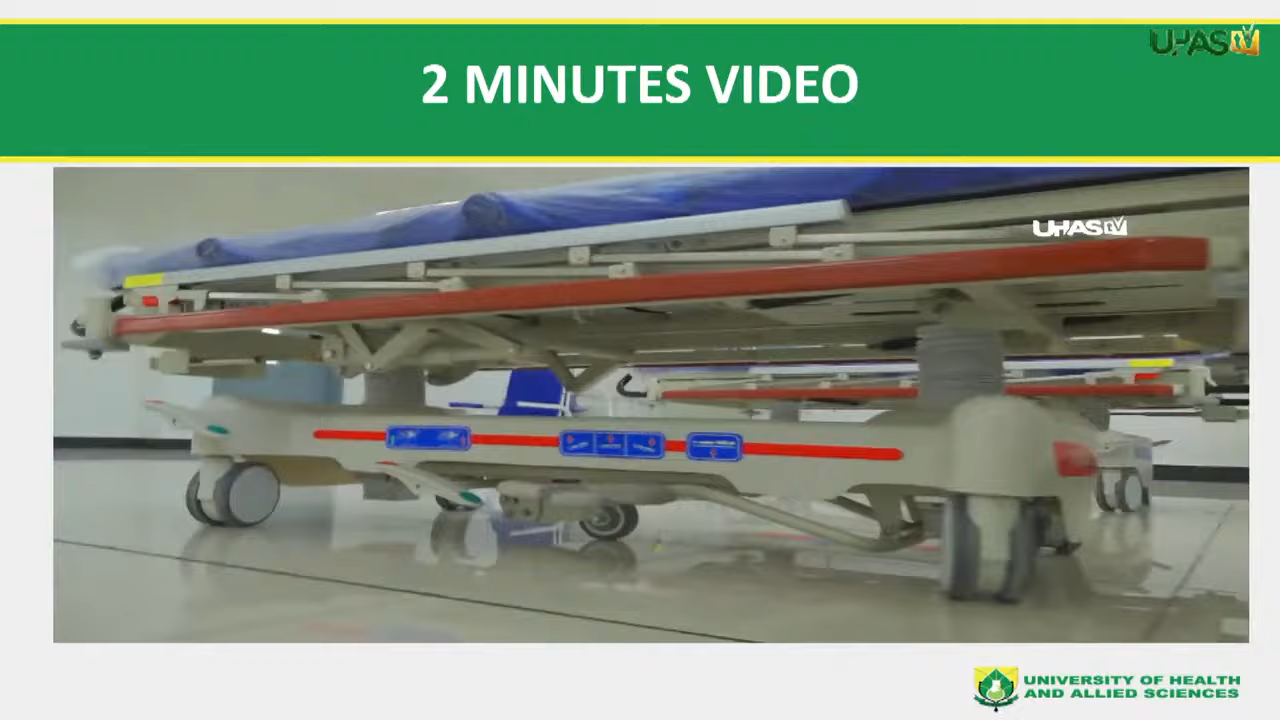 UHAS TV
2 MINUTES VIDEO
UHAS TV
UNIVERSITY OF HEALTH
AND ALLIED SCIENCES